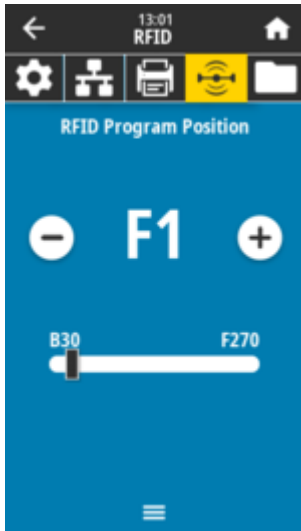 13:01
RFID
RFID Program Position
F1
B30 F270